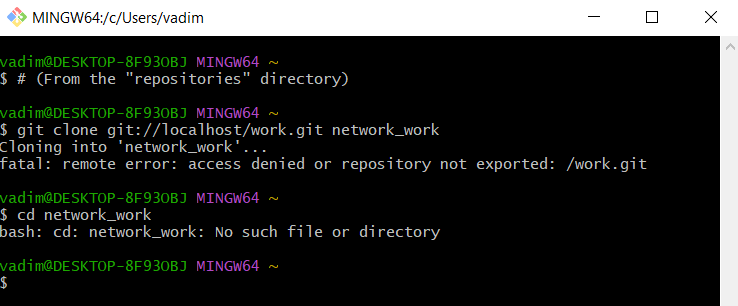 MINGW64:/c/Users/vadim
vadim@DESKTOP-8F93OBJ MINGW64 ~
$ # (From the "repositories" directory)
vadim@DESKTOP-8F93OBJ MINGW64 ~
$ git clone git://localhost/work.git network_work
Cloning into 'network_work'...
fatal: remote error: access denied or repository not exported: /work.git
vadim@DESKTOP-8F93OBJ MINGW64 ~
$ cd network_work
bash: cd: network_work: No such file or directory
vadim@DESKTOP-8F93OBJ MINGW64 ~
$